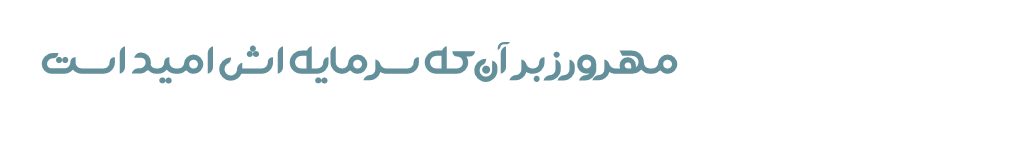 مهرورز بر آن که سرمایه اش امید است